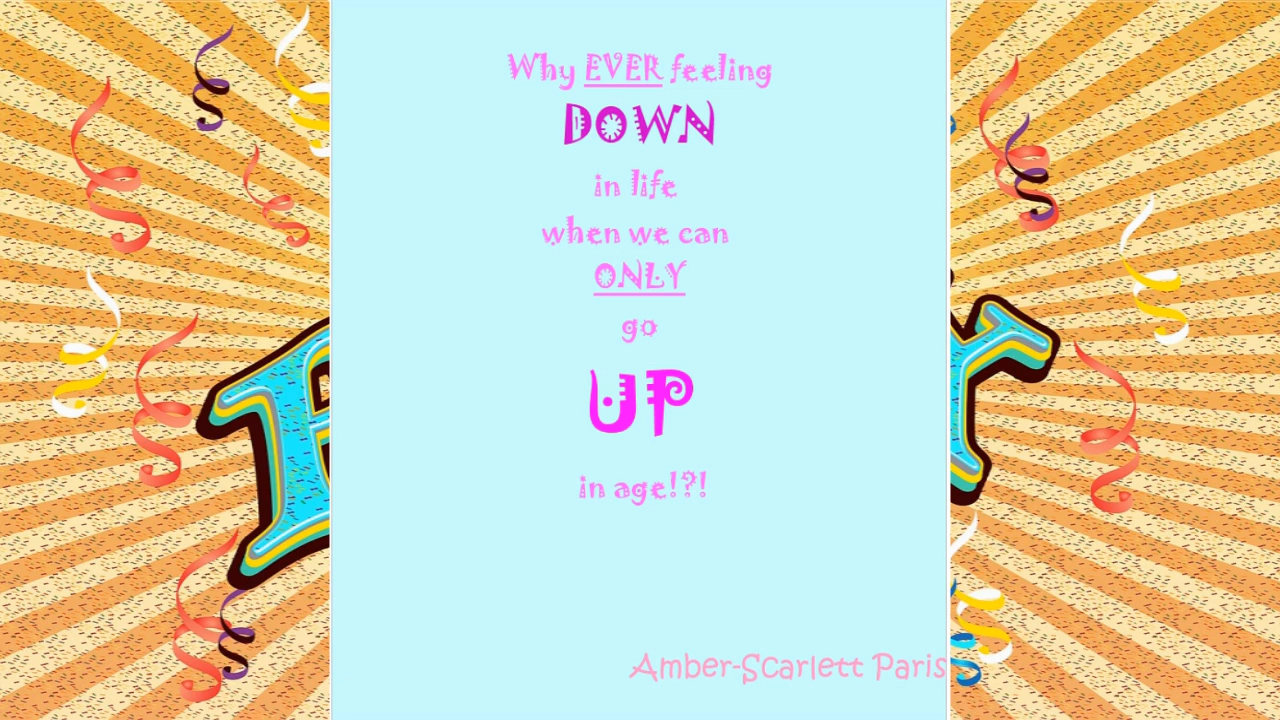 Why EVER feeling
DOWN
in life
when we can
ONLY
go
UP
in age!?!
Amber-Scarlett Paris